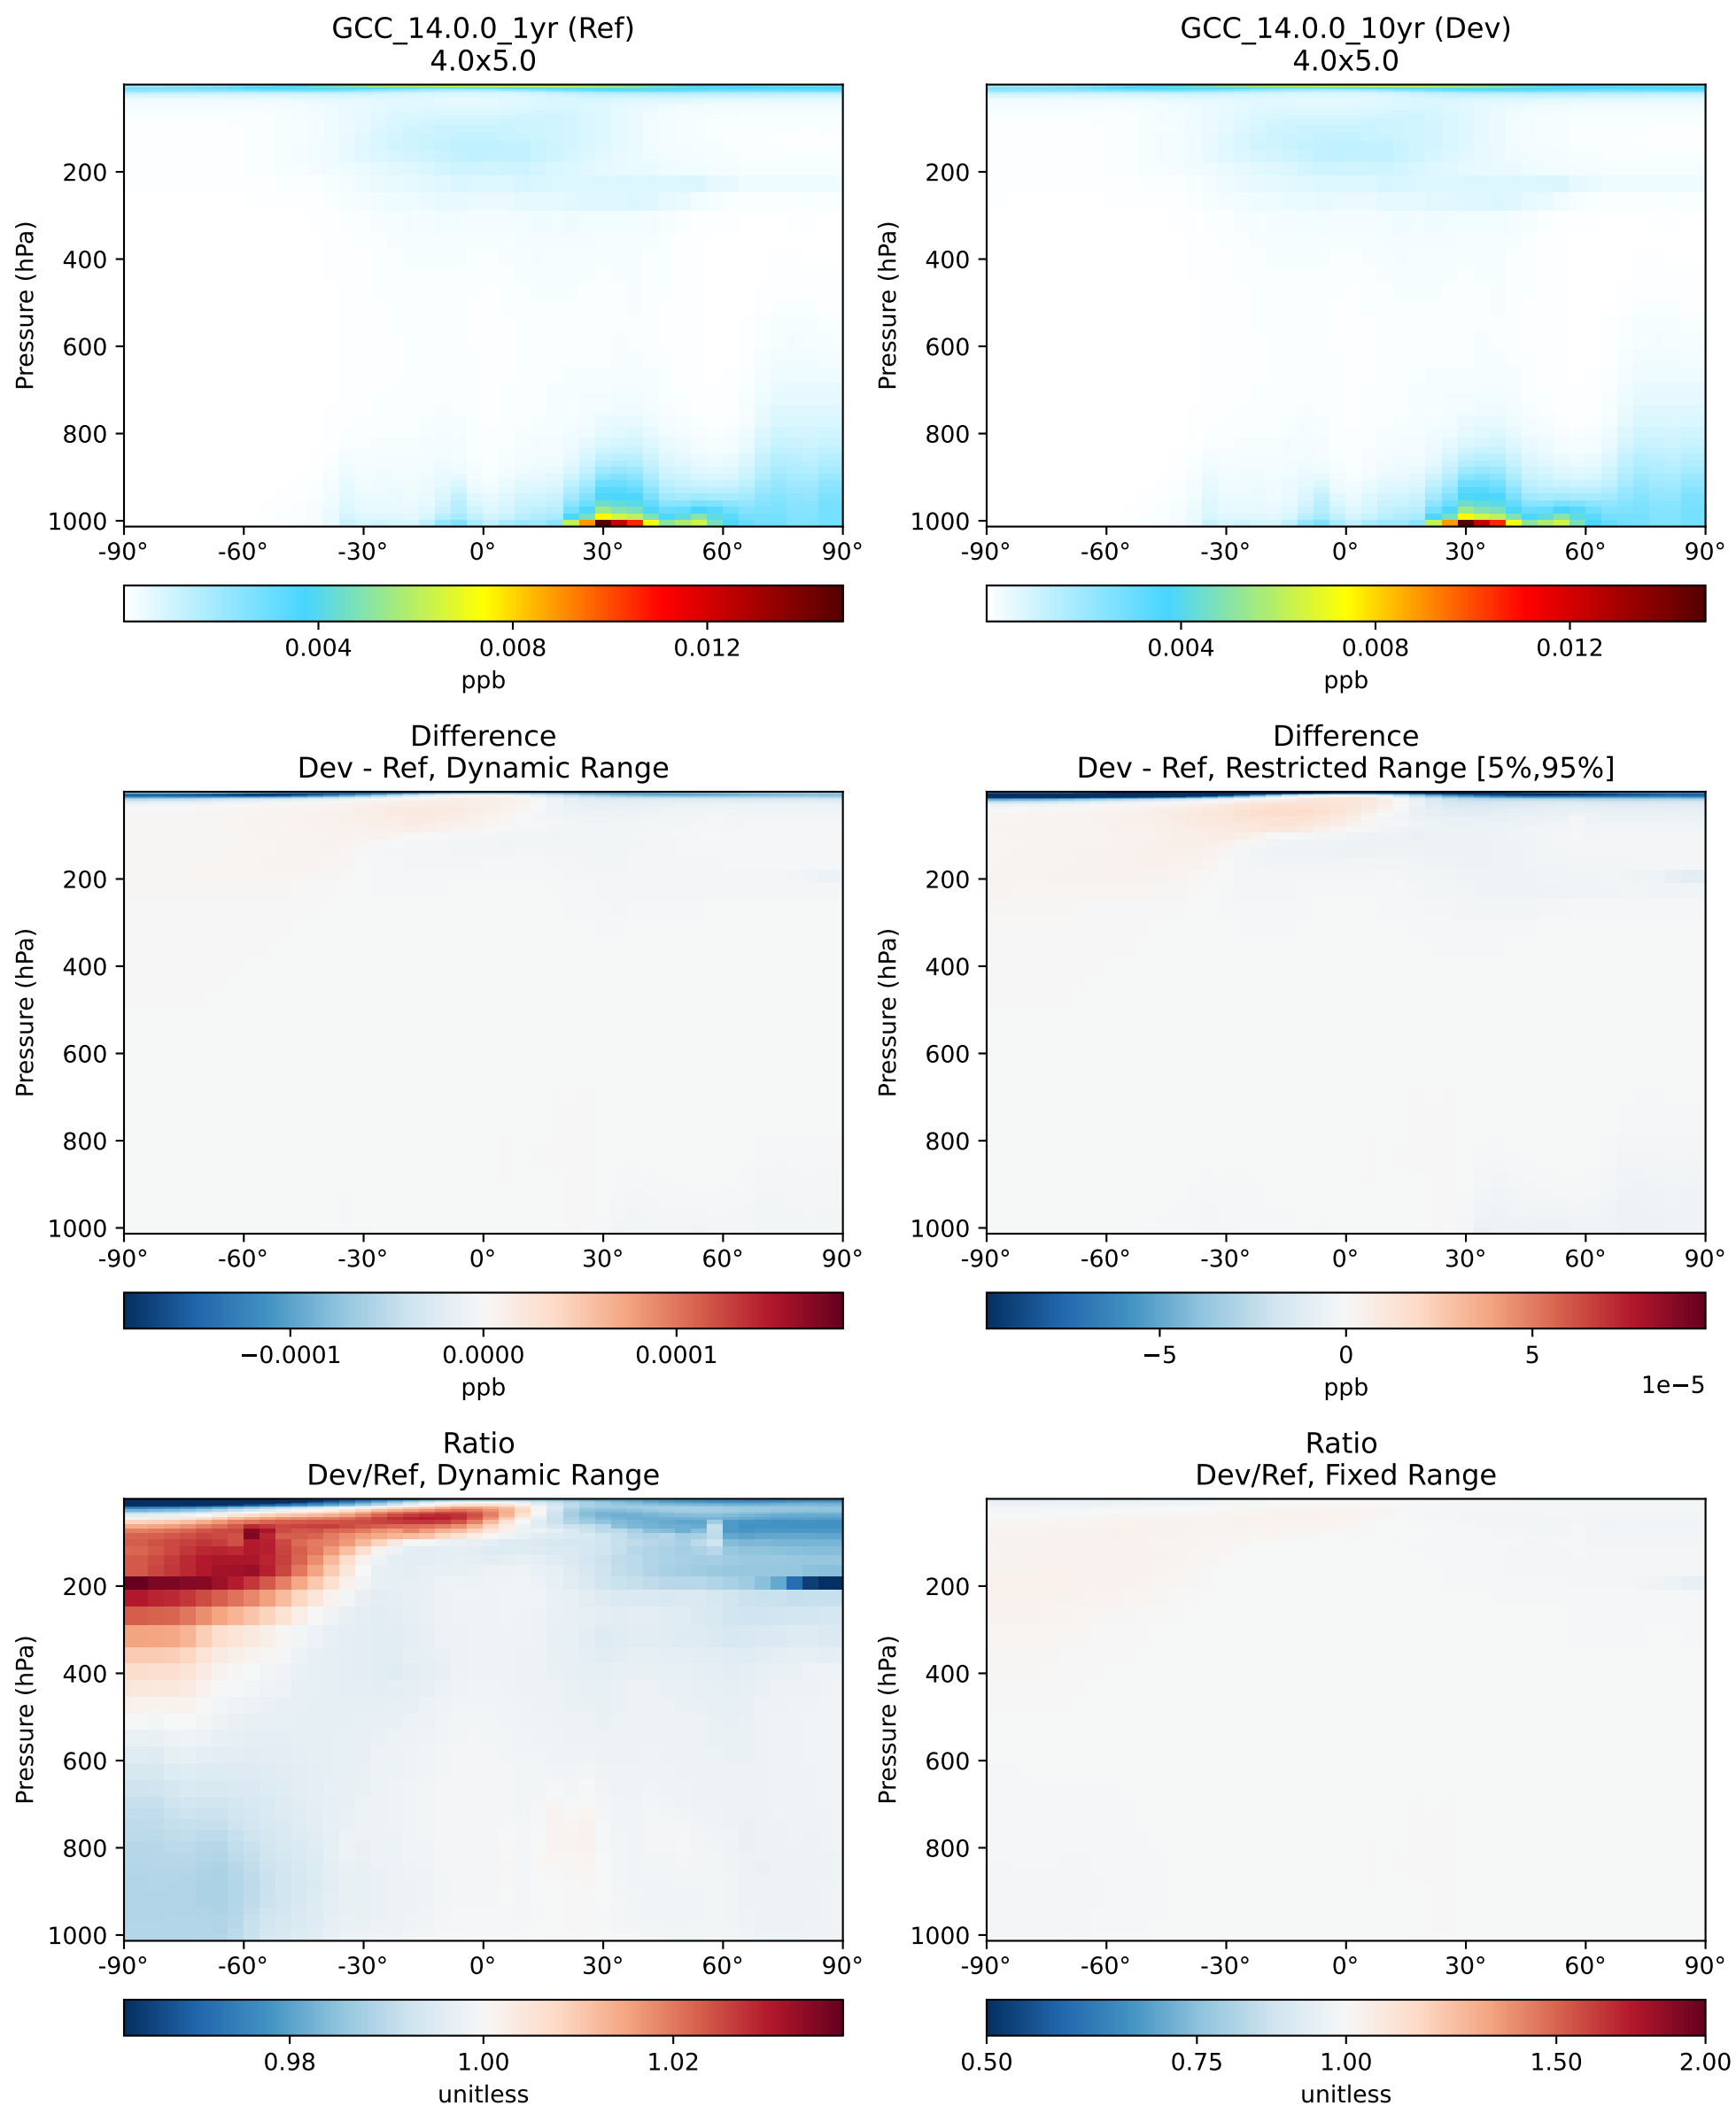 GCC_14.0.0_1yr (Ref)
4.0x5.0
Pressure (hPa)
200
400
600
800
1000
-90° -60° -30° 0° 30° 60° 90°
0.004 0.008 0.012
ppb
GCC_14.0.0_10yr (Dev)
4.0x5.0
Pressure (hPa)
200
400
600
800
1000
-90° -60° -30° 0° 30° 60° 90°
0.004 0.008 0.012
ppb
Difference
Dev - Ref, Dynamic Range
Pressure (hPa)
200
400
600
800
1000
-90° -60° -30° 0° 30° 60° 90°
−0.0001 0.0000 0.0001
ppb
Difference
Dev - Ref, Restricted Range [5%,95%]
Pressure (hPa)
200
400
600
800
1000
-90° -60° -30° 0° 30° 60° 90°
−5 0 5
ppb
1e−5
Ratio
Dev/Ref, Dynamic Range
Pressure (hPa)
200
400
600
800
1000
-90° -60° -30° 0° 30° 60° 90°
0.98 1.00 1.02
unitless
Ratio
Dev/Ref, Fixed Range
Pressure (hPa)
200
400
600
800
1000
-90° -60° -30° 0° 30° 60° 90°
0.50 0.75 1.00 1.50 2.00
unitless